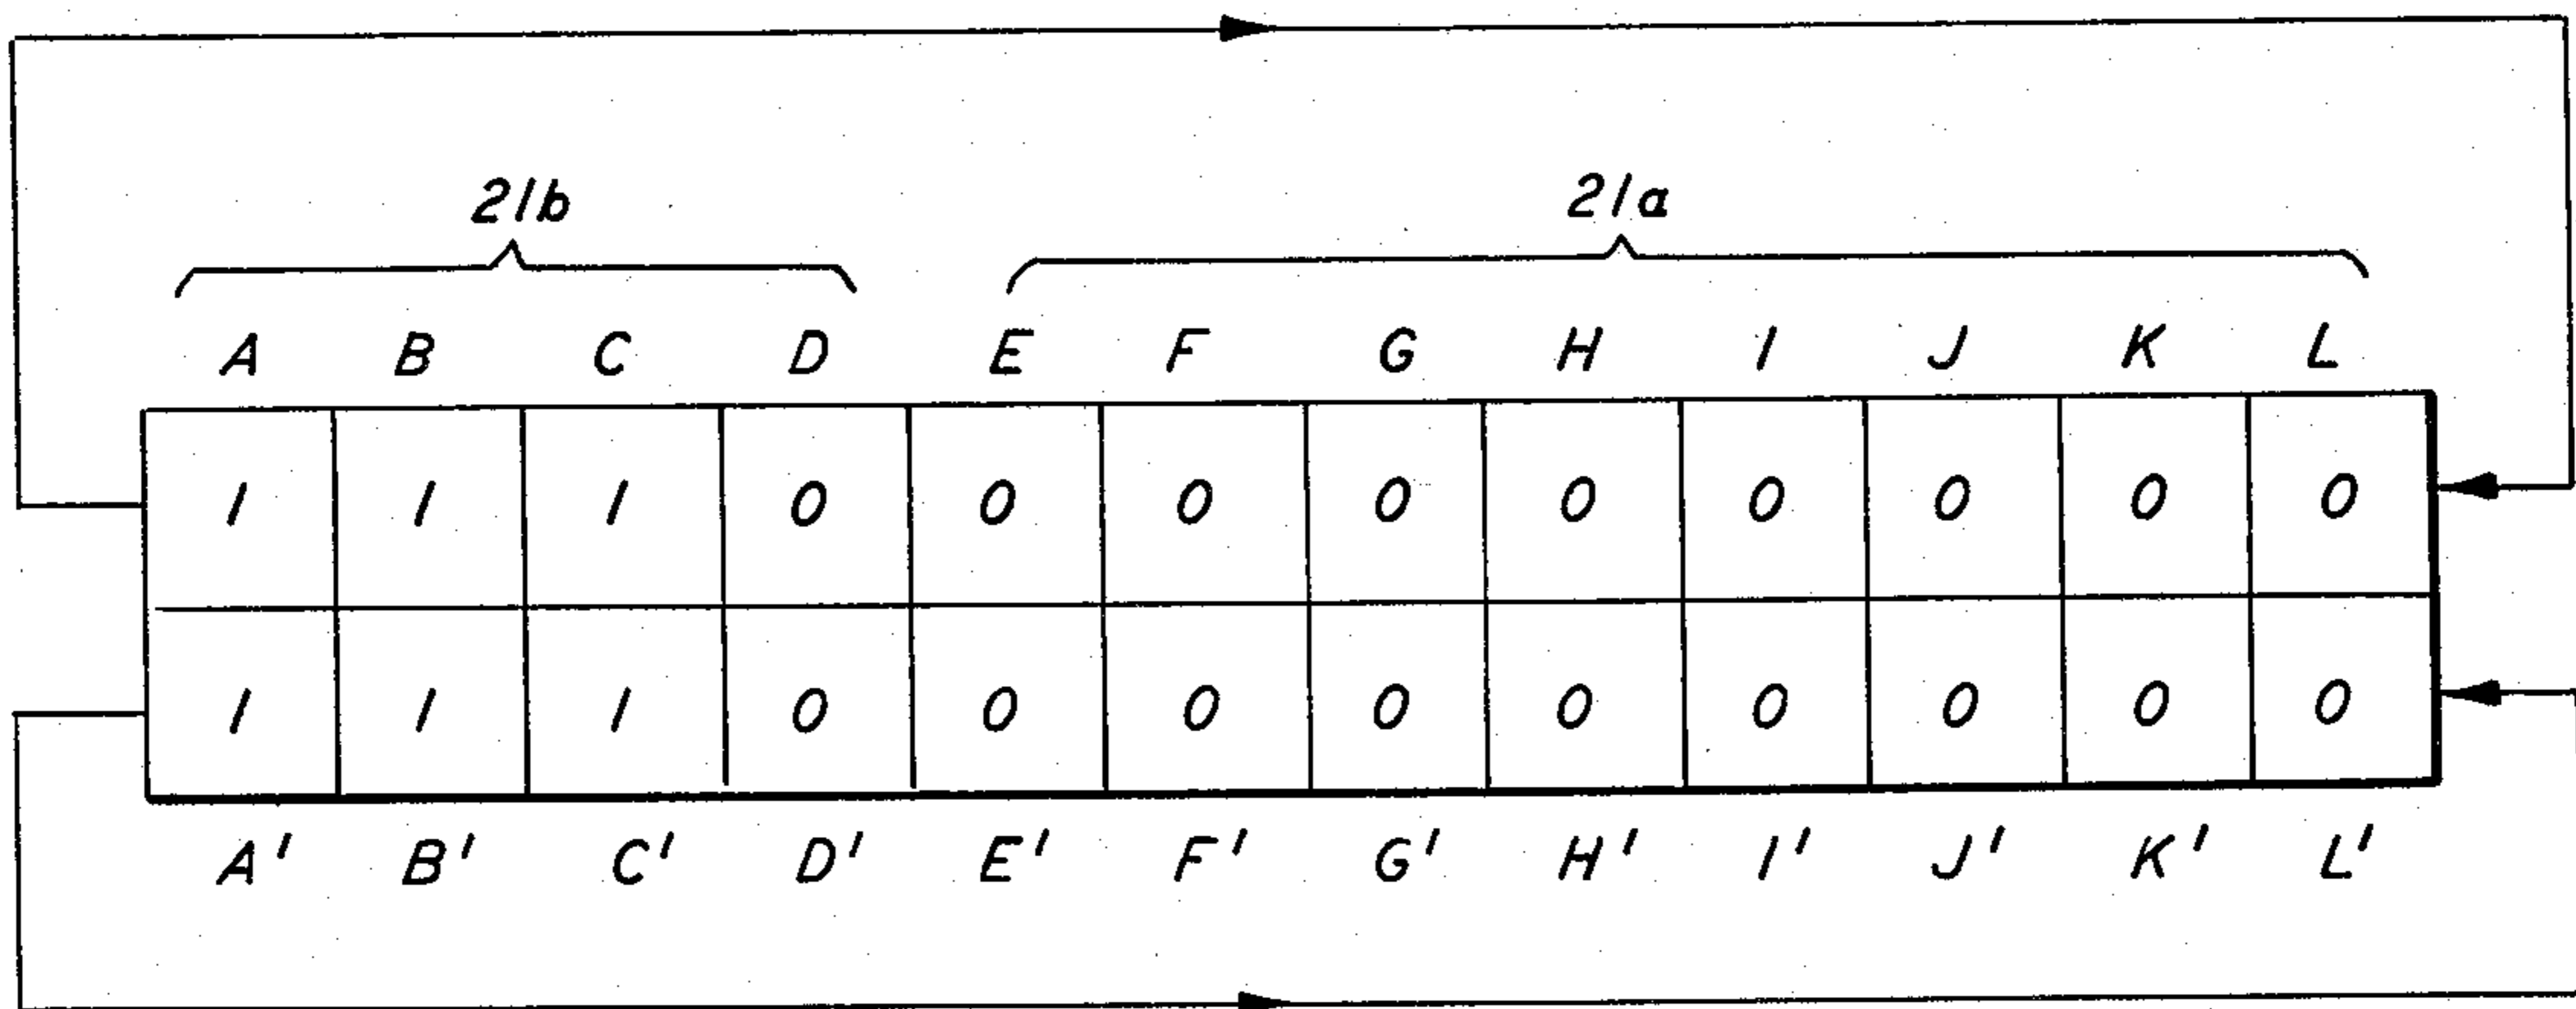 21b 21a
A B C D E F G H I J K L
1 1 1 0 0 0 0 0 0 0 0 0
1 1 1 0 0 0 0 0 0 0 0 0
A' B' C' D' E' F' G' H' I' J' K' L'